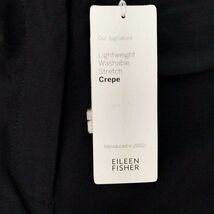 Our Signature
Lightweight
Washable
Stretch
Crepe
Introduced in 2002
EILEEN
FISHER